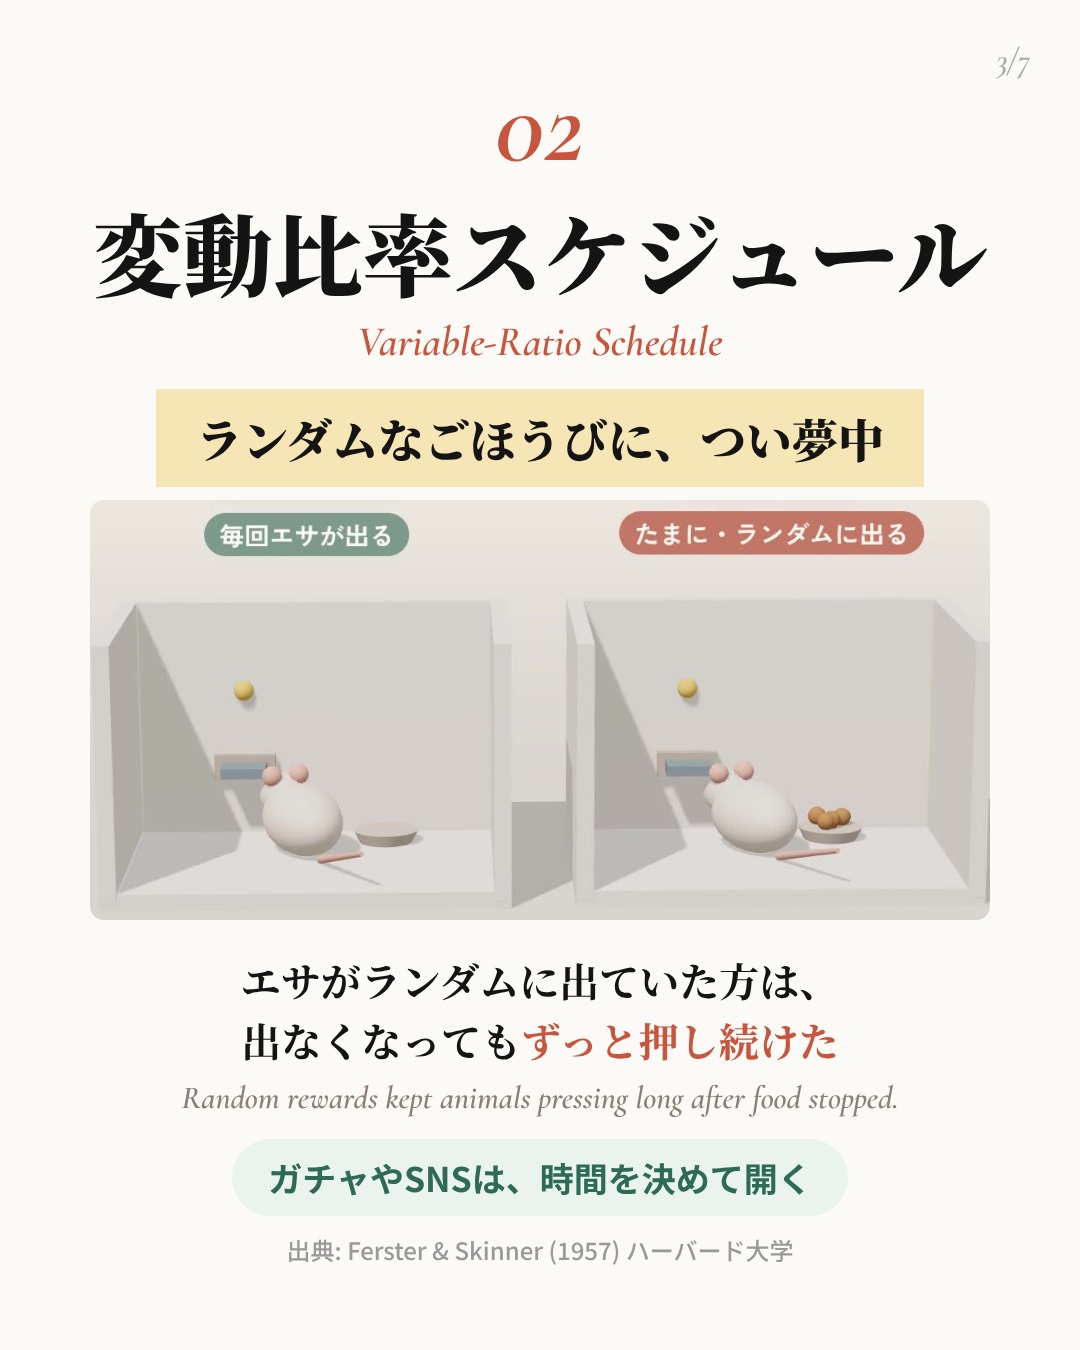 3/7
02
変動比率スケジュール
Variable-Ratio Schedule
ランダムなごほうびに、つい夢中
毎回エサが出る
たまに・ランダムに出る
エサがランダムに出ていた方は、
出なくなってもずっと押し続けた
Random rewards kept animals pressing long after food stopped.
ガチャやSNSは、時間を決めて開く
出典: Ferster & Skinner (1957) ハーバード大学